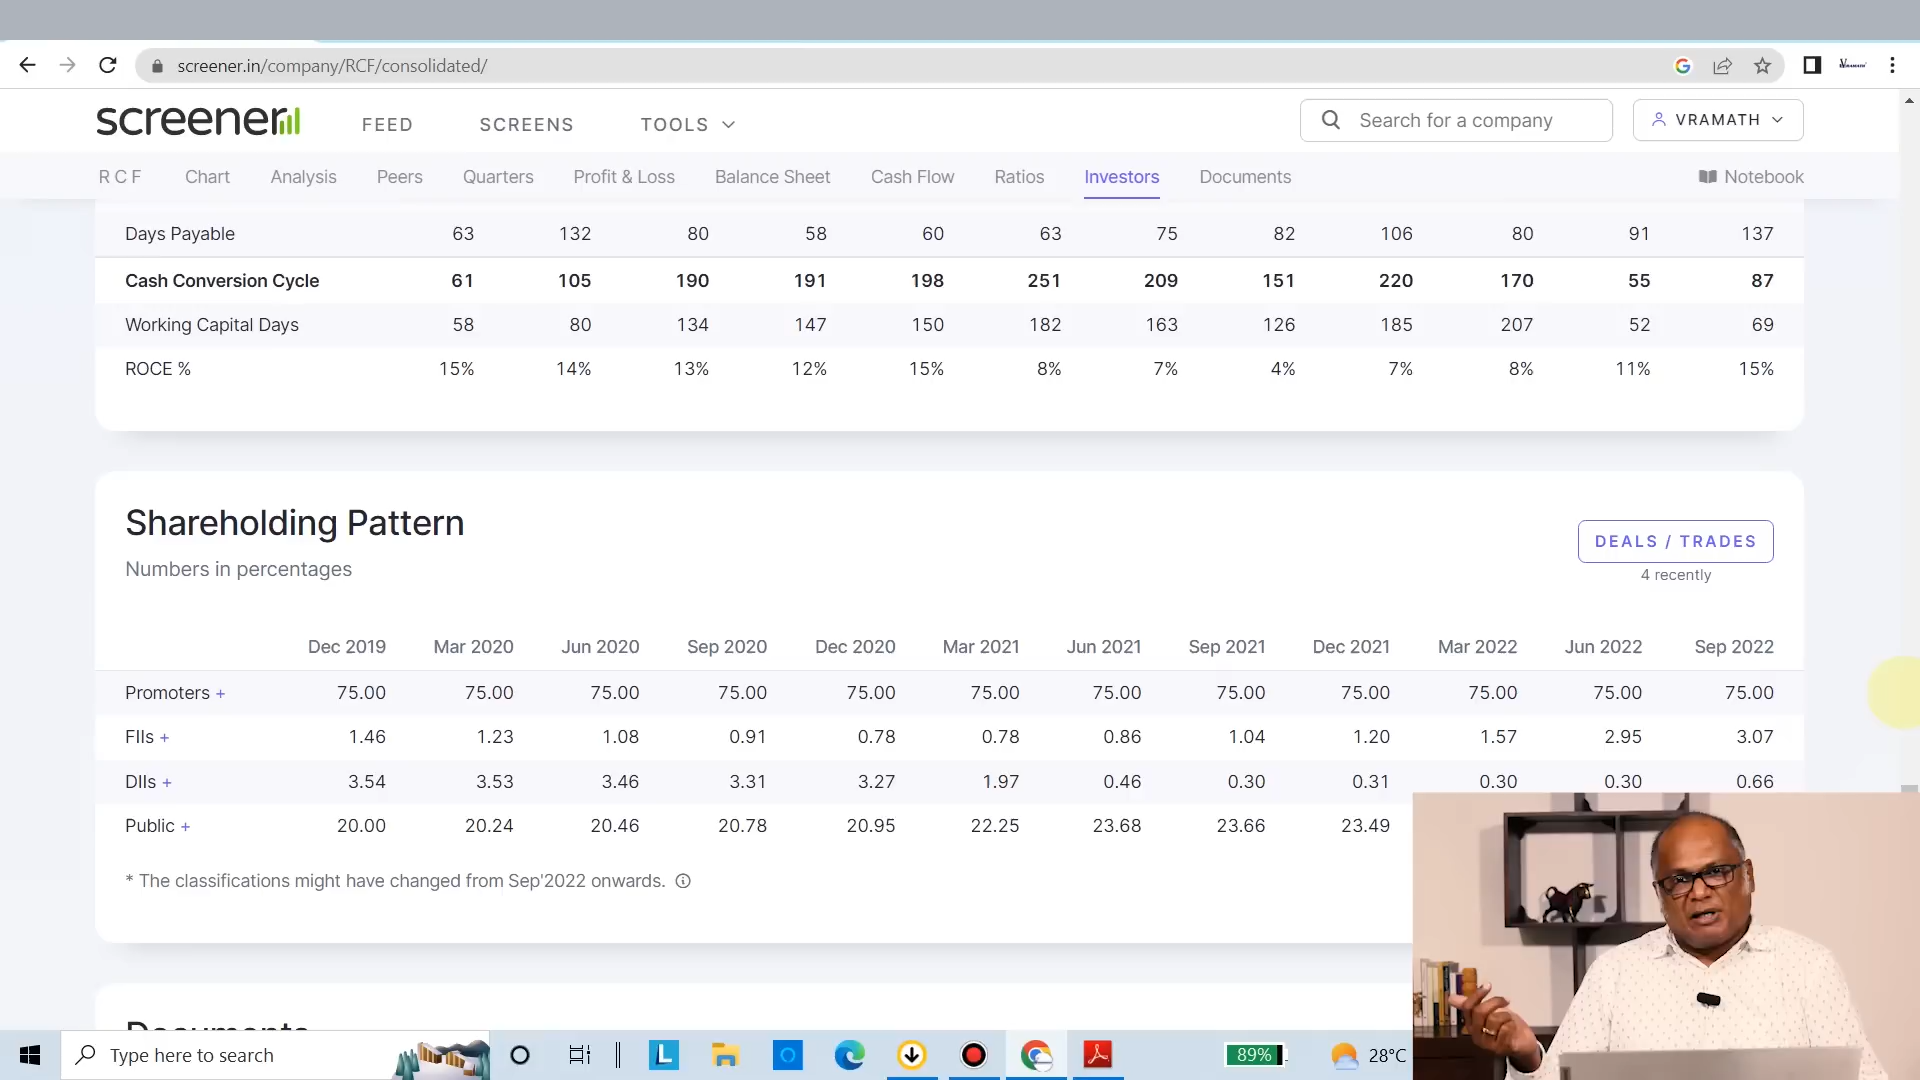 screener.in/company/RCF/consolidated/
VRAMATH
screener
FEED SCREENS TOOLS
Search for a company
VRAMATH
R C F Chart Analysis Peers Quarters Profit & Loss Balance Sheet Cash Flow Ratios Investors Documents Notebook
Days Payable 63 132 80 58 60 63 75 82 106 80 91 137
Cash Conversion Cycle 61 105 190 191 198 251 209 151 220 170 55 87
Working Capital Days 58 80 134 147 150 182 163 126 185 207 52 69
ROCE % 15% 14% 13% 12% 15% 8% 7% 4% 7% 8% 11% 15%
Shareholding Pattern
DEALS / TRADES
Numbers in percentages
4 recently
Dec 2019 Mar 2020 Jun 2020 Sep 2020 Dec 2020 Mar 2021 Jun 2021 Sep 2021 Dec 2021 Mar 2022 Jun 2022 Sep 2022
Promoters + 75.00 75.00 75.00 75.00 75.00 75.00 75.00 75.00 75.00 75.00 75.00 75.00
FIIs + 1.46 1.23 1.08 0.91 0.78 0.78 0.86 1.04 1.20 1.57 2.95 3.07
DIIs + 3.54 3.53 3.46 3.31 3.27 1.97 0.46 0.30 0.31 0.30 0.30 0.66
Public + 20.00 20.24 20.46 20.78 20.95 22.25 23.68 23.66 23.49
* The classifications might have changed from Sep'2022 onwards.
Documents
Type here to search
L
89%
28°C